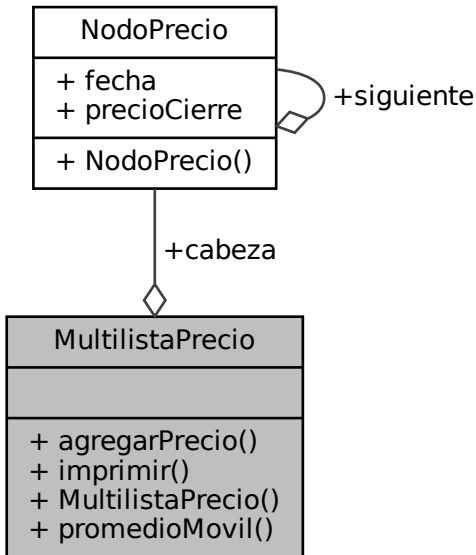 NodoPrecio
+ fecha
+ precioCierre
+ NodoPrecio()
+siguiente
+cabeza
MultilistaPrecio
+ agregarPrecio()
+ imprimir()
+ MultilistaPrecio()
+ promedioMovil()